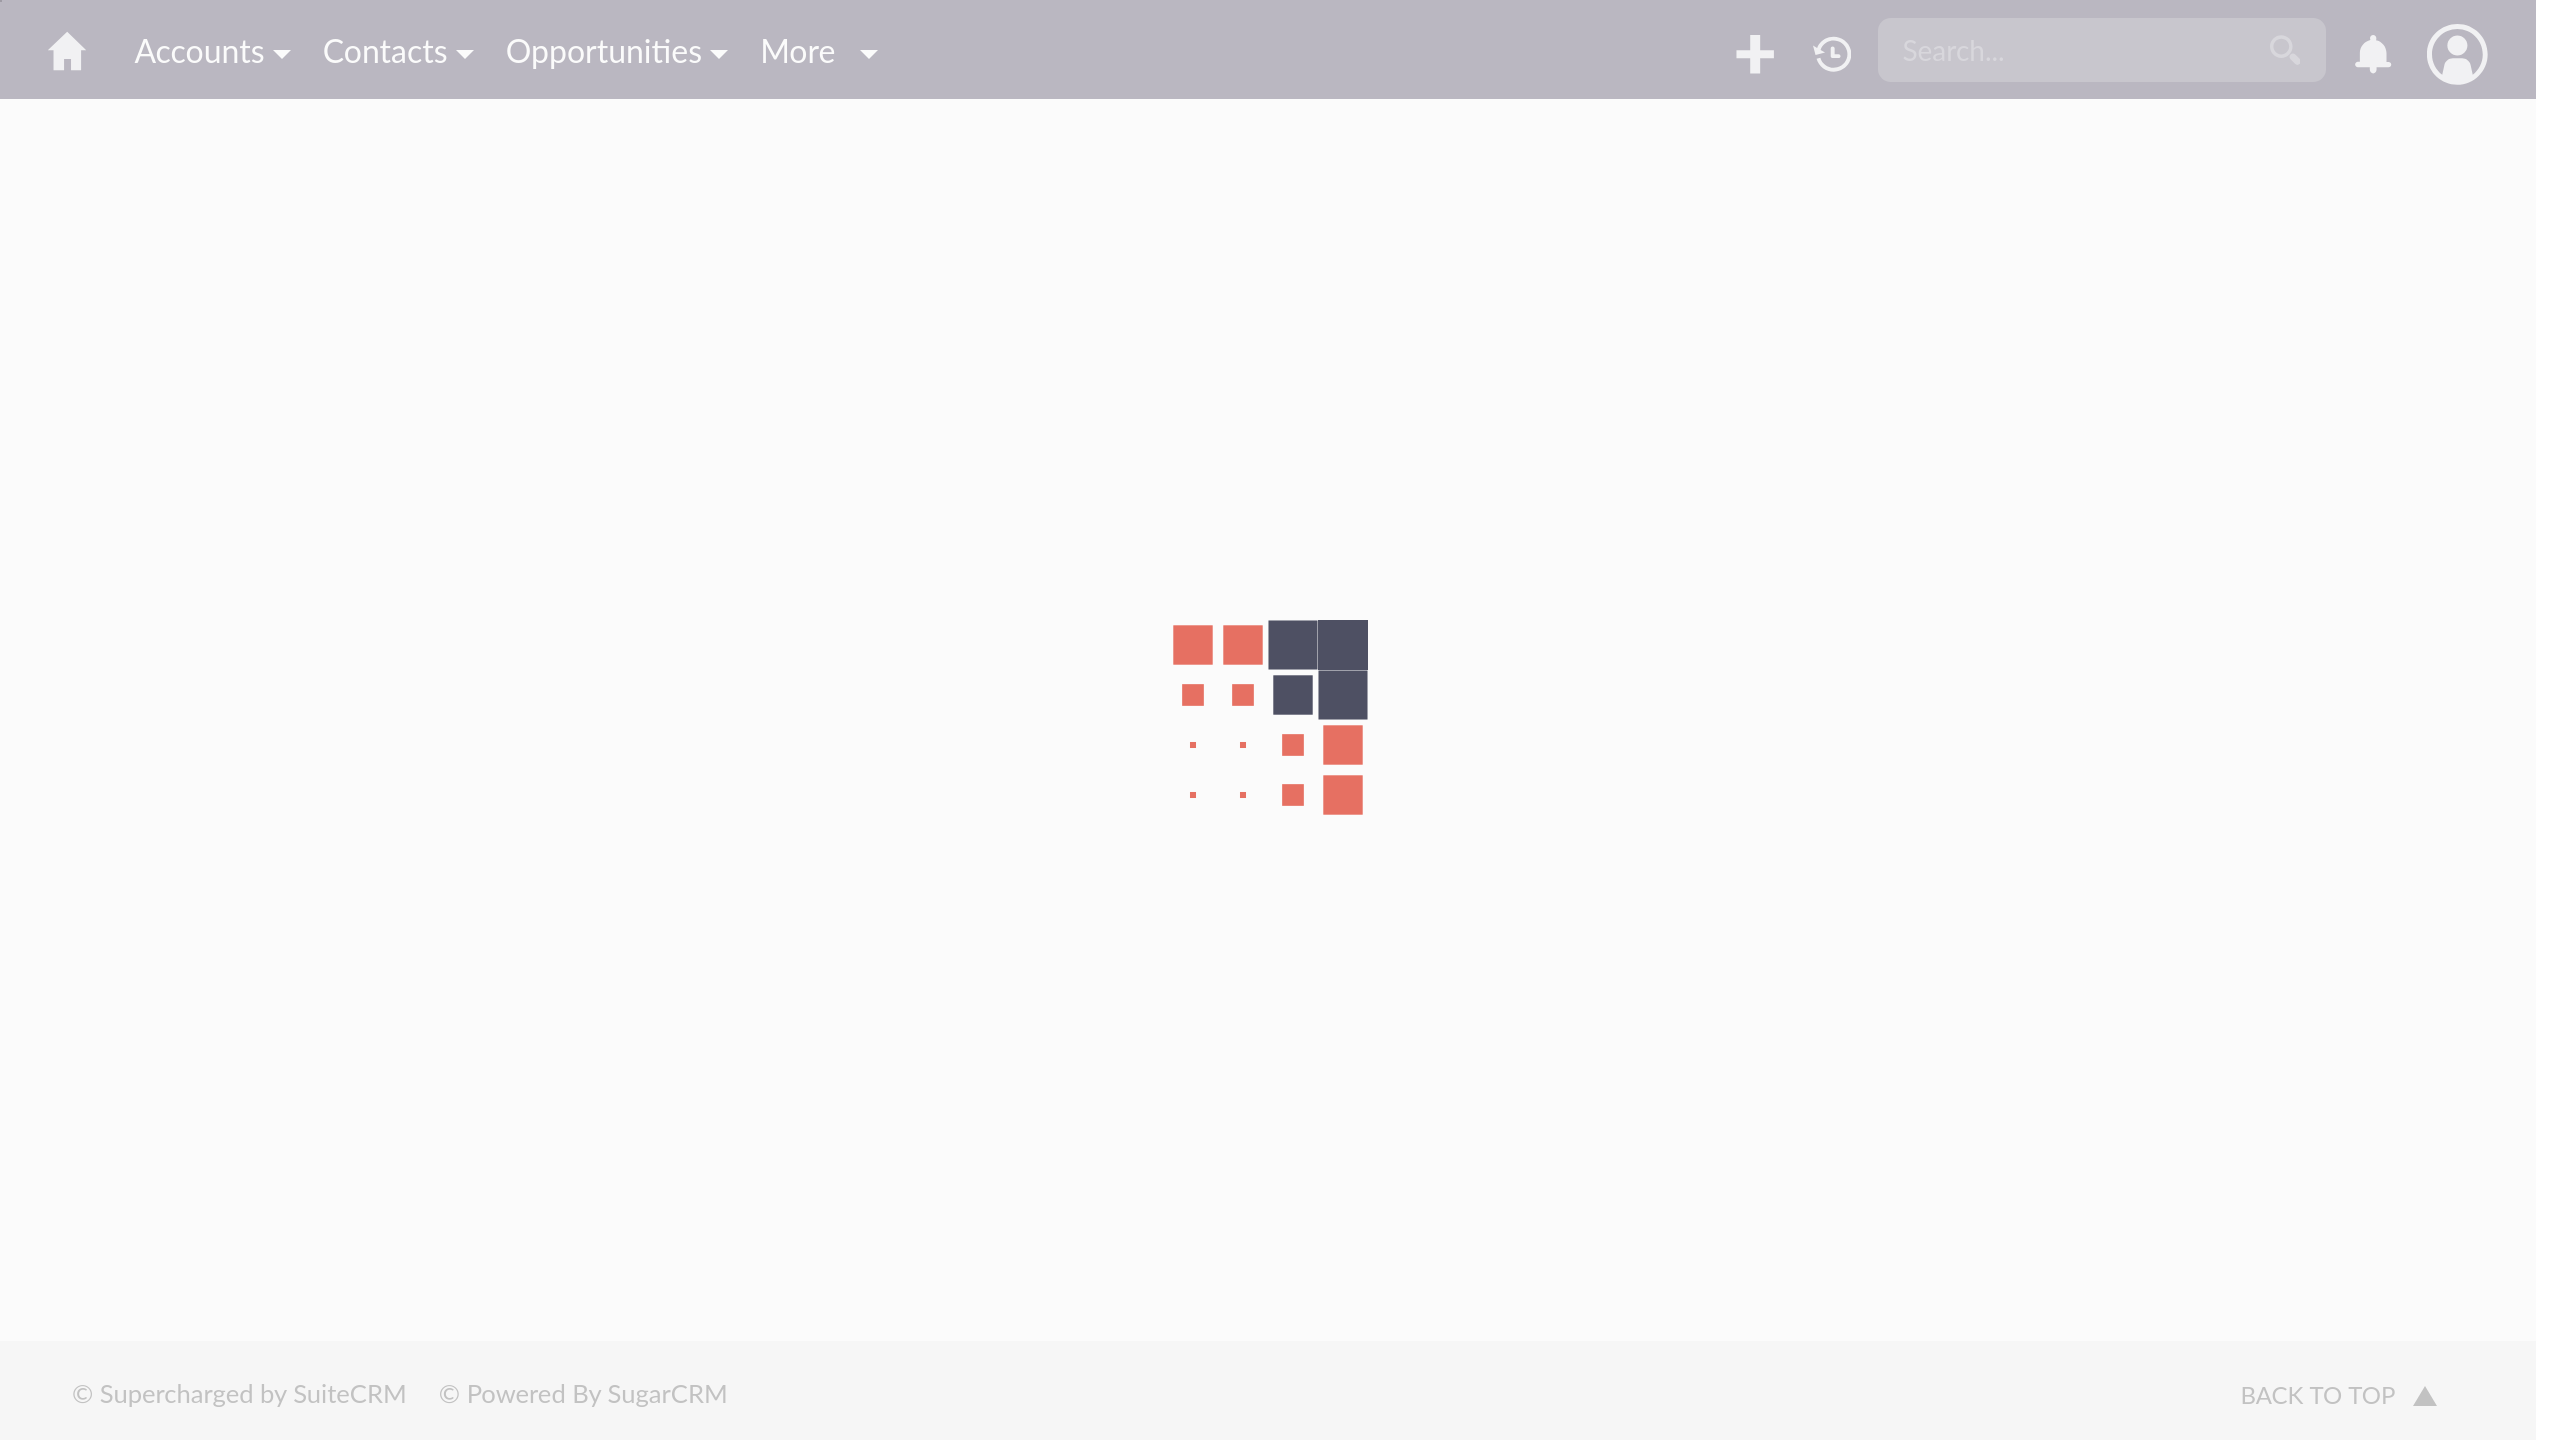 Accounts Contacts Opportunities More Search...
© Supercharged by SuiteCRM © Powered By SugarCRM BACK TO TOP